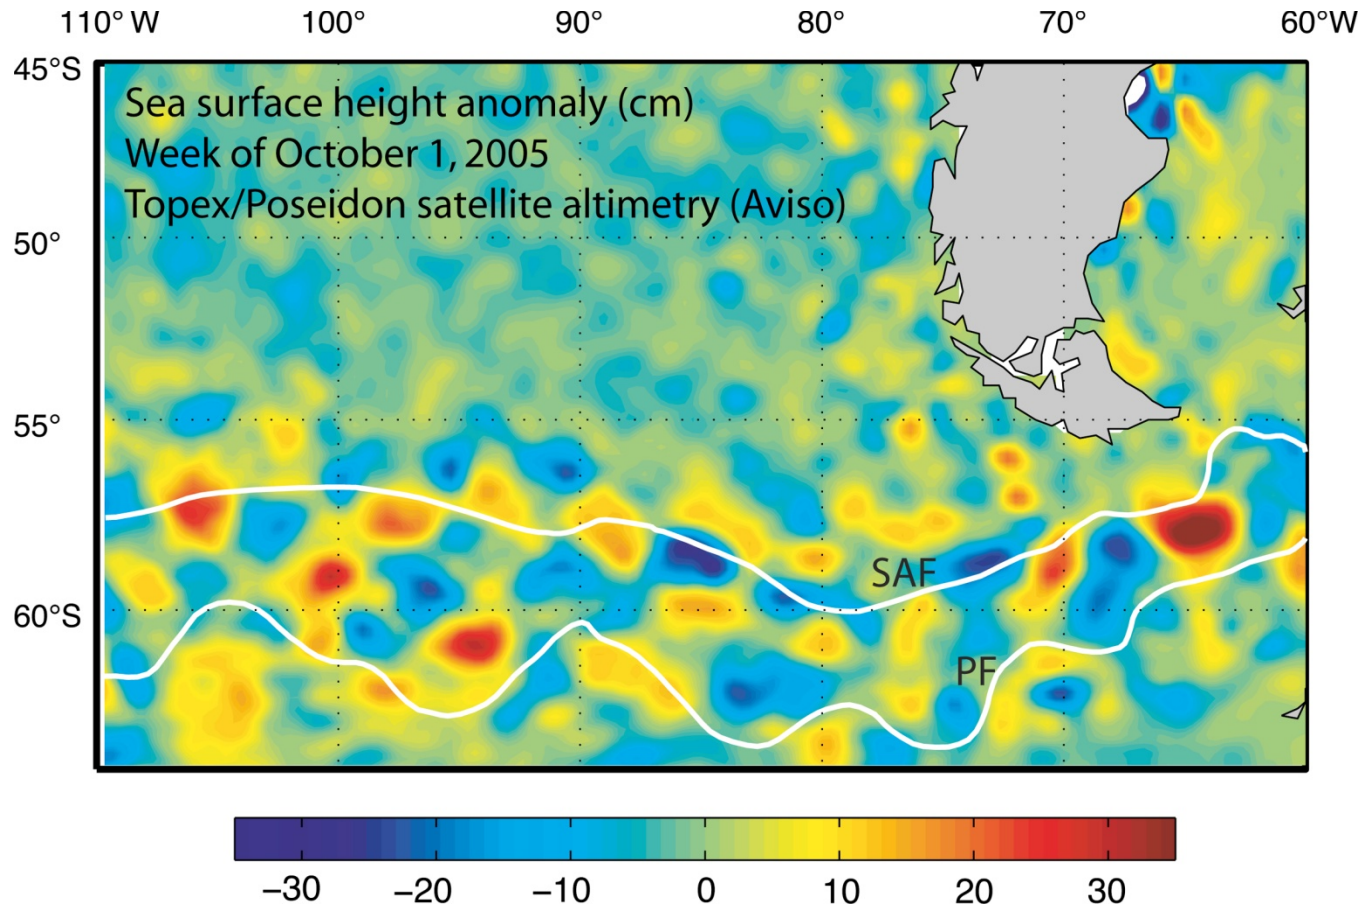 110° W 100° 90° 80° 70° 60°W
45°S
Sea surface height anomaly (cm)
Week of October 1, 2005
Topex/Poseidon satellite altimetry (Aviso)
50°
55°
SAF
60°S
PF
−30 −20 −10 0 10 20 30